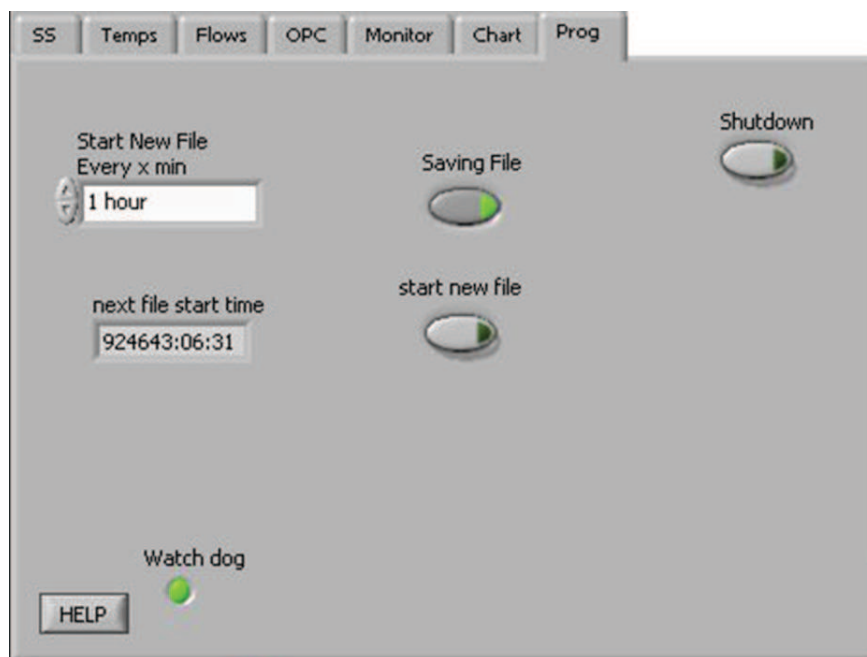 SS Temps Flows OPC Monitor Chart Prog
Shutdown
Start New File
Every x min
1 hour
Saving File
next file start time
924643:06:31
start new file
Watch dog
HELP